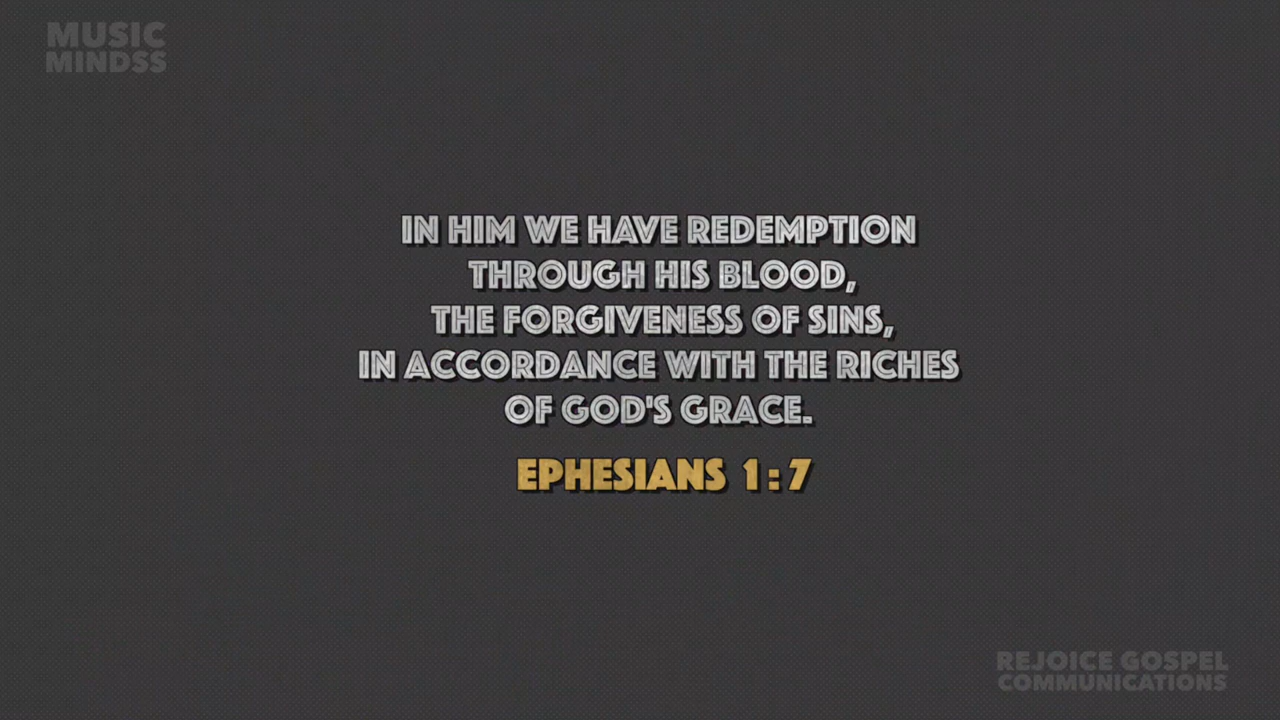 MUSIC
MINDSS
IN HIM WE HAVE REDEMPTION
THROUGH HIS BLOOD,
THE FORGIVENESS OF SINS,
IN ACCORDANCE WITH THE RICHES
OF GOD'S GRACE.
EPHESIANS 1:7
REJOICE GOSPEL
COMMUNICATIONS